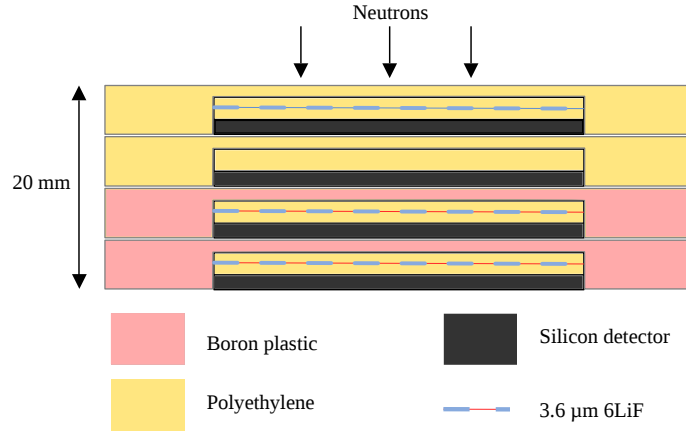 Neutrons
20 mm
Boron plastic
Silicon detector
Polyethylene
3.6 µm 6LiF